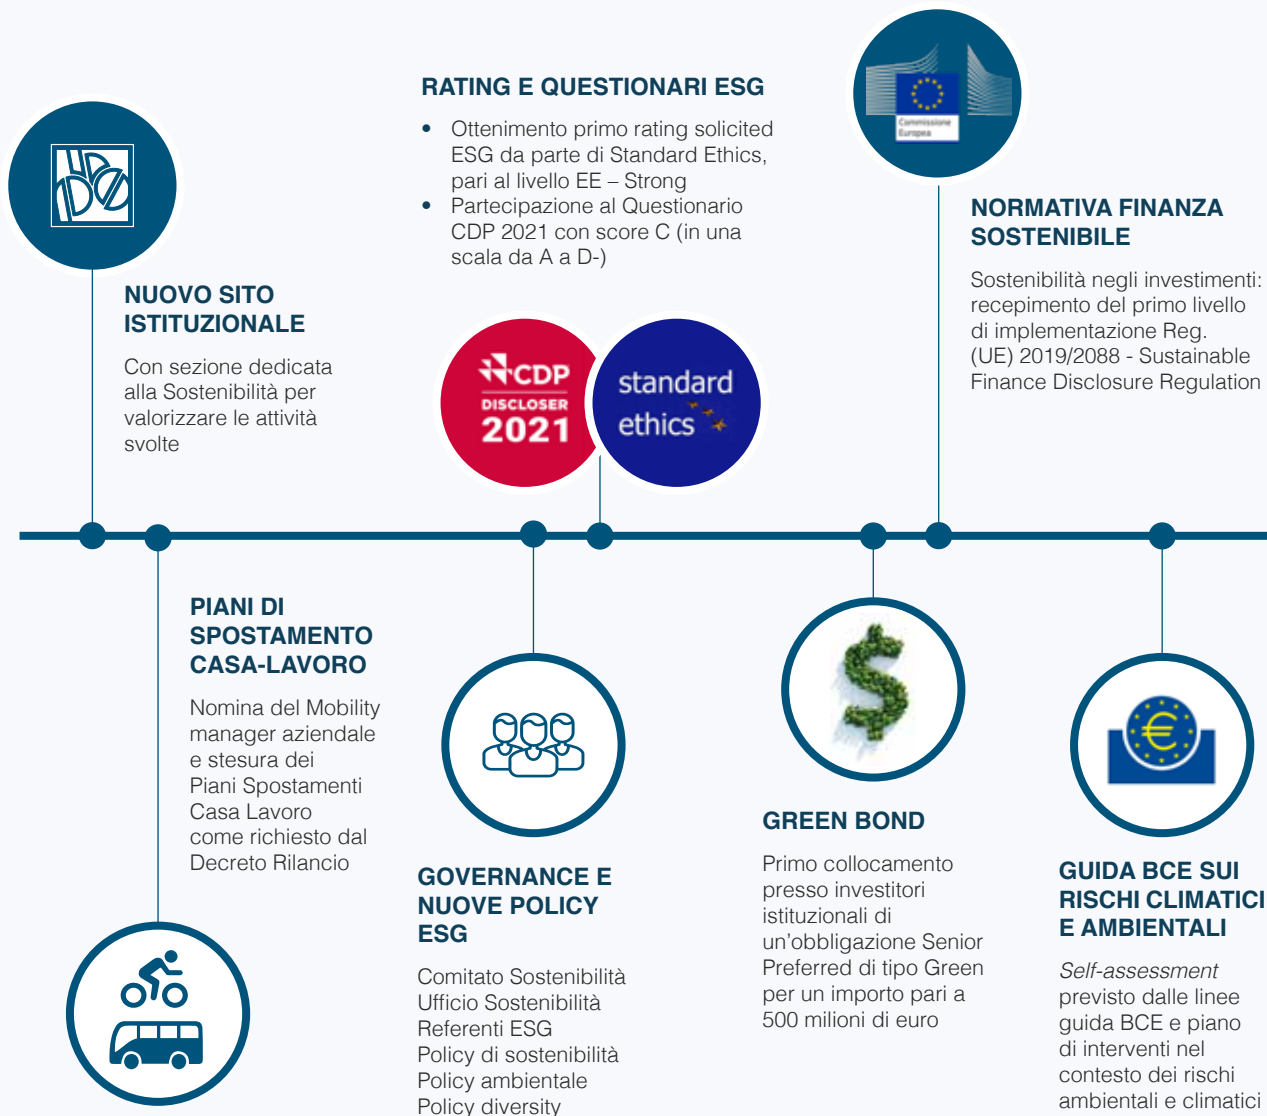 RATING E QUESTIONARI ESG
• Ottenimento primo rating solicited
ESG da parte di Standard Ethics,
pari al livello EE – Strong
• Partecipazione al Questionario
CDP 2021 con score C (in una
scala da A a D-)
Commissione
Europea
NORMATIVA FINANZA
SOSTENIBILE
Sostenibilità negli investimenti:
recepimento del primo livello
di implementazione Reg.
(UE) 2019/2088 - Sustainable
Finance Disclosure Regulation
NUOVO SITO
ISTITUZIONALE
Con sezione dedicata
alla Sostenibilità per
valorizzare le attività
svolte
CDP
DISCLOSER
2021
standard
ethics
PIANI DI
SPOSTAMENTO
CASA-LAVORO
Nomina del Mobility
manager aziendale
e stesura dei
Piani Spostamenti
Casa Lavoro
come richiesto dal
Decreto Rilancio
GOVERNANCE E
NUOVE POLICY
ESG
Comitato Sostenibilità
Ufficio Sostenibilità
Referenti ESG
Policy di sostenibilità
Policy ambientale
Policy diversity
GREEN BOND
Primo collocamento
presso investitori
istituzionali di
un'obbligazione Senior
Preferred di tipo Green
per un importo pari a
500 milioni di euro
GUIDA BCE SUI
RISCHI CLIMATICI
E AMBIENTALI
Self-assessment
previsto dalle linee
guida BCE e piano
di interventi nel
contesto dei rischi
ambientali e climatici